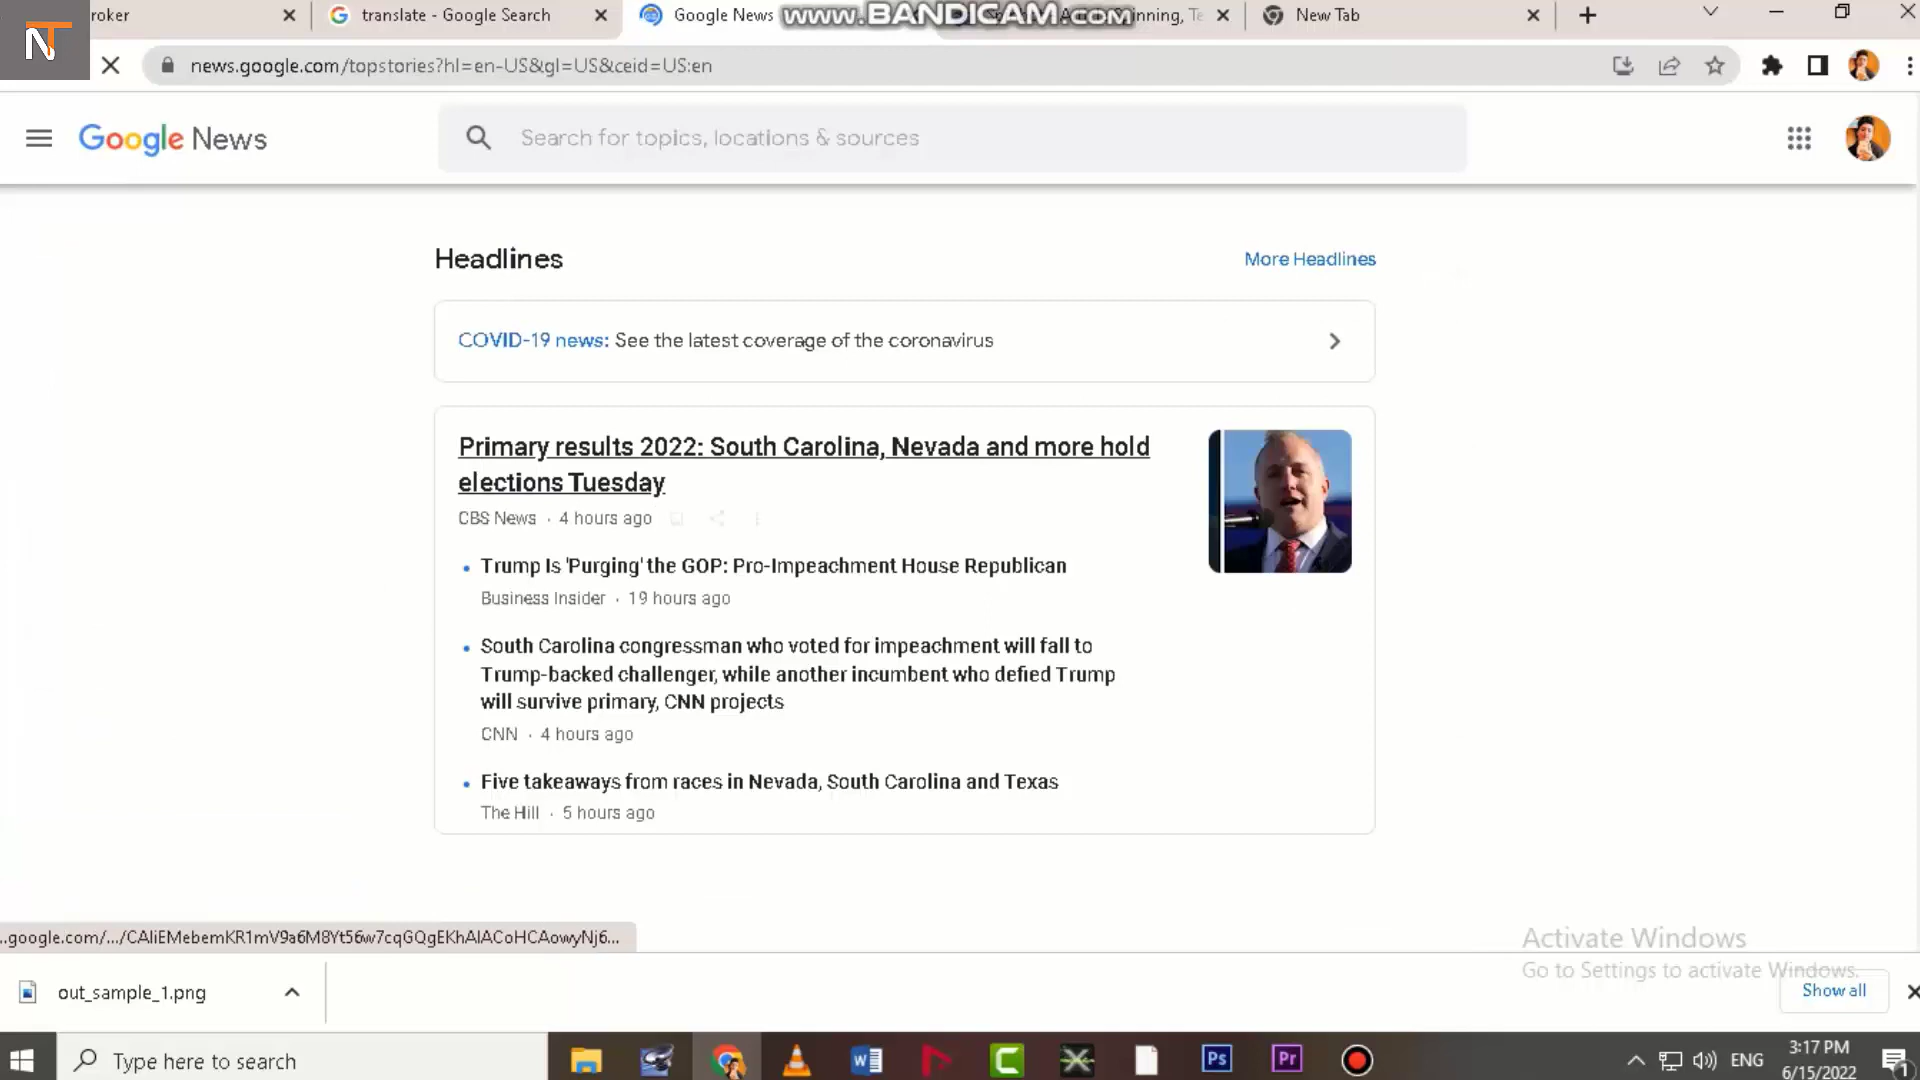 roker
translate - Google Search
Google News
www.BANDICAM.com
inning, Te
New Tab
NT
news.google.com/topstories?hl=en-US&gl=US&ceid=US:en
Google News
Search for topics, locations & sources
Headlines
More Headlines
COVID-19 news: See the latest coverage of the coronavirus
Primary results 2022: South Carolina, Nevada and more hold
elections Tuesday
CBS News · 4 hours ago
Trump Is 'Purging' the GOP: Pro-Impeachment House Republican
Business Insider · 19 hours ago
South Carolina congressman who voted for impeachment will fall to
Trump-backed challenger, while another incumbent who defied Trump
will survive primary, CNN projects
CNN · 4 hours ago
Five takeaways from races in Nevada, South Carolina and Texas
The Hill · 5 hours ago
Activate Windows
Go to Settings to activate Windows.
out_sample_1.png
Show all
Type here to search
W
Ps
Pr
ENG
3:17 PM
6/15/2022
1